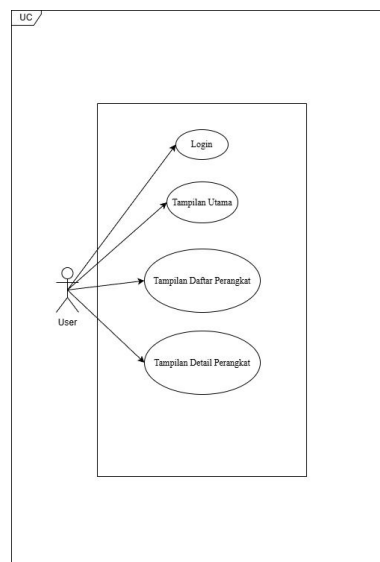 UC
Login
Tampilan Utama
Tampilan Daftar Perangkat
User
Tampilan Detail Perangkat